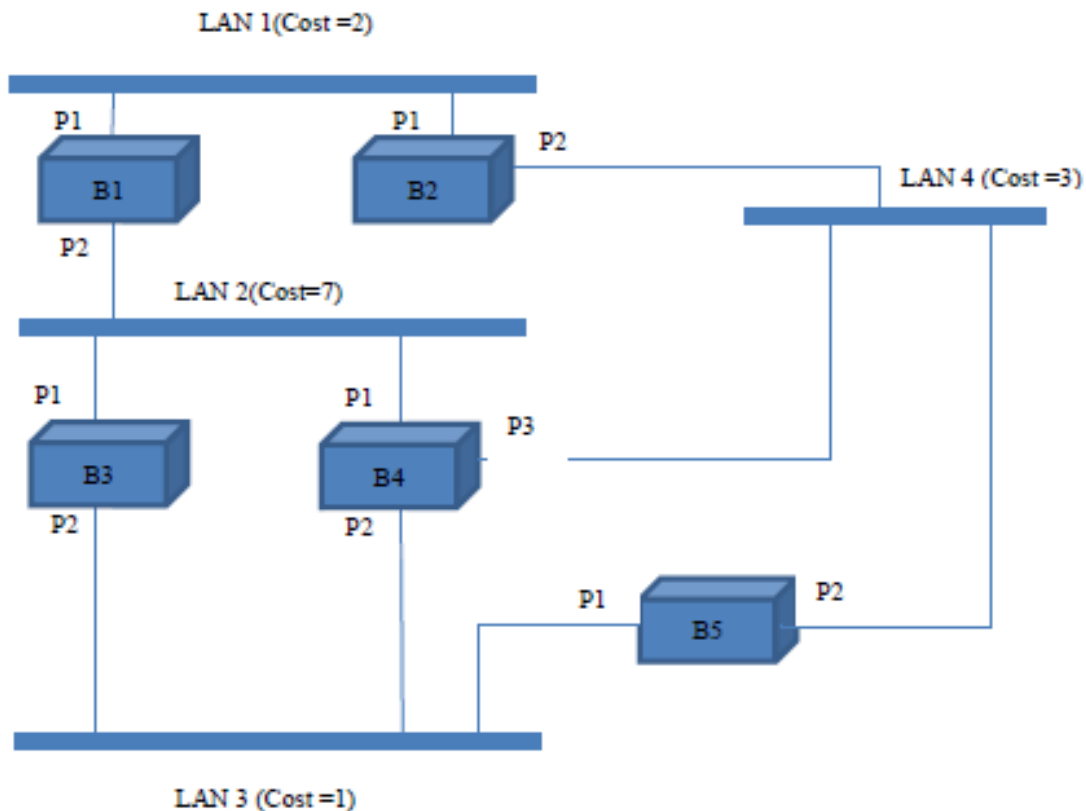 LAN 1(Cost =2)
P1
P1
P2
B1
B2
LAN 4 (Cost =3)
P2
LAN 2(Cost=7)
P1
P1
P3
B3
B4
P2
P2
P1
P2
B5
LAN 3 (Cost =1)